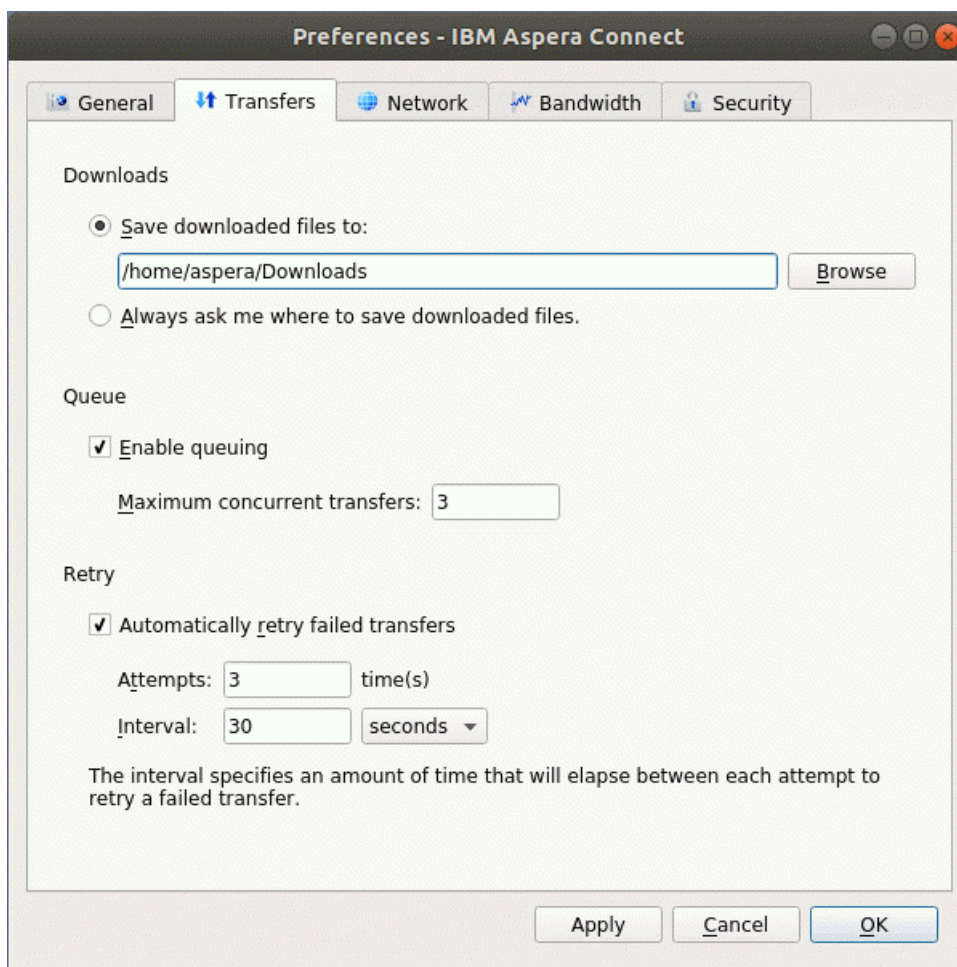 Preferences - IBM Aspera Connect
General Transfers Network Bandwidth Security
Downloads
Save downloaded files to:
/home/aspera/Downloads Browse
Always ask me where to save downloaded files.
Queue
Enable queuing
Maximum concurrent transfers: 3
Retry
Automatically retry failed transfers
Attempts: 3 time(s)
Interval: 30 seconds
The interval specifies an amount of time that will elapse between each attempt to
retry a failed transfer.
Apply Cancel OK